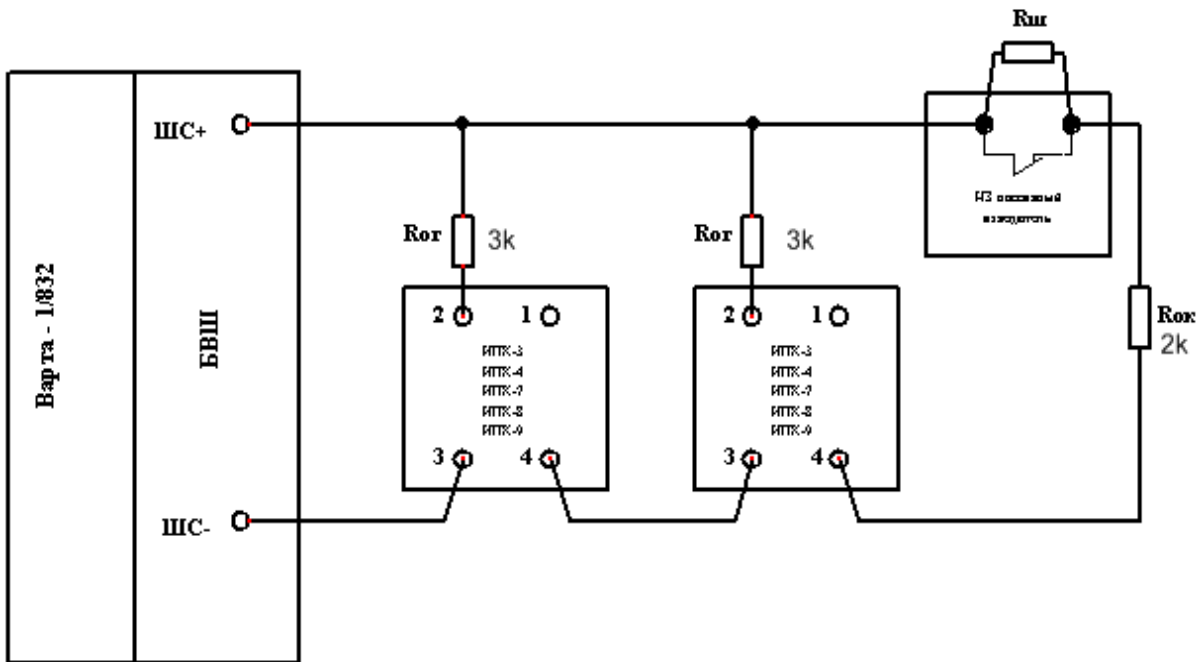 Rш
ШС+
НЗ пассивный
Rог
3k
Rог
3k
2
1
2
1
Rок
2k
Варта - 1/832
БВШ
ИПК-3
ИПК-4
ИПК-7
ИПК-8
ИПК-9
ИПК-3
ИПК-4
ИПК-7
ИПК-8
ИПК-9
3
4
3
4
ШС-